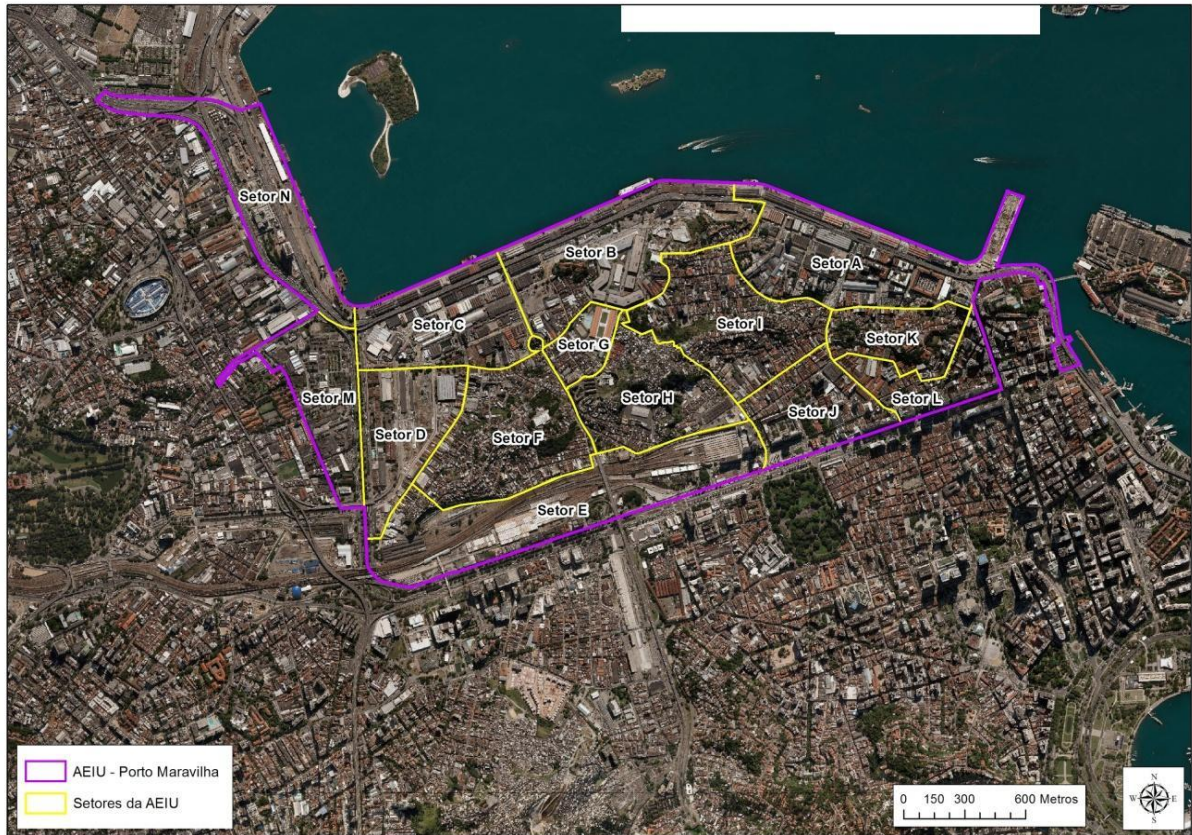 Setor N
Setor B
Setor A
Setor C
Setor I
Setor G
Setor K
Setor M
Setor H
Setor L
Setor J
Setor D
Setor F
Setor E
AEIU - Porto Maravilha
Setores da AEIU
0 150 300 600 Metros
N
W E
S